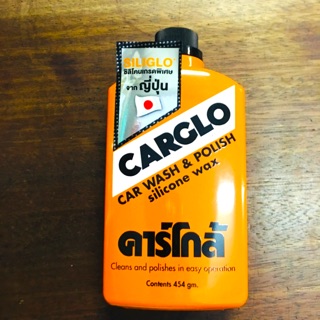 SILIGLO
ซิลิโคนเกรดพิเศษ
จาก ญี่ปุ่น
CARGLO
CAR WASH & POLISH
silicone wax
คาร์โกล้
Cleans and polishes in easy operation
Contents 454 gm.